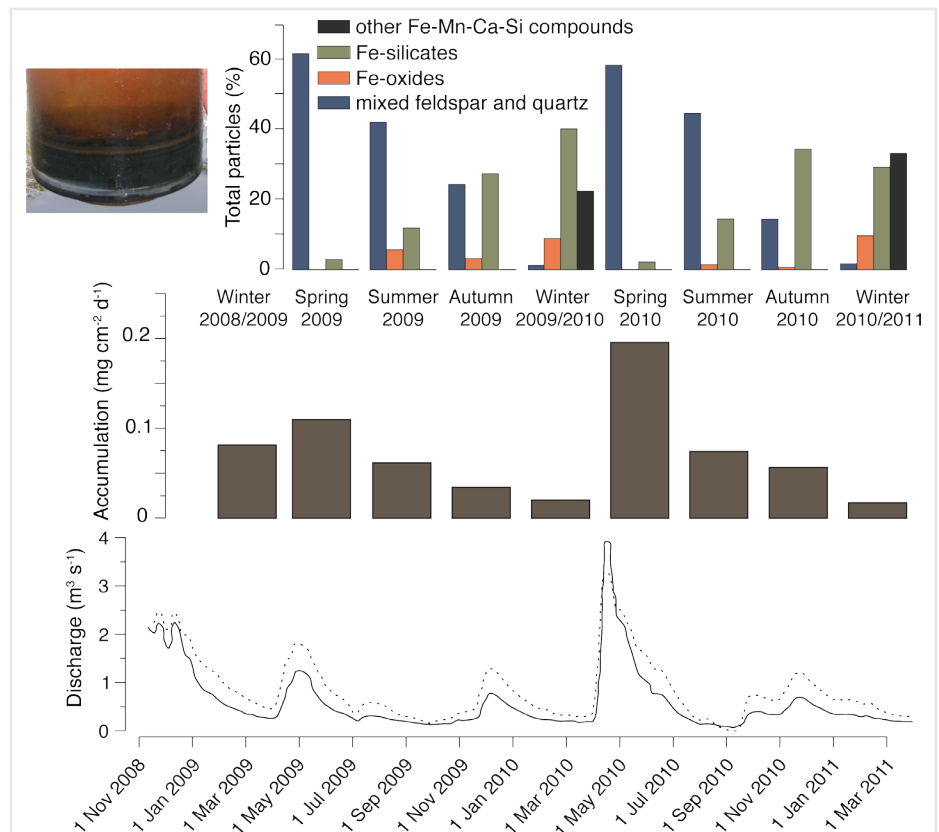 other Fe-Mn-Ca-Si compounds
Fe-silicates
Fe-oxides
mixed feldspar and quartz
Total particles (%)
60
40
20
0
Winter 2008/2009
Spring 2009
Summer 2009
Autumn 2009
Winter 2009/2010
Spring 2010
Summer 2010
Autumn 2010
Winter 2010/2011
Accumulation (mg cm⁻² d⁻¹)
0.2
0.1
0
Discharge (m³ s⁻¹)
4
3
2
1
0
1 Nov 2008
1 Jan 2009
1 Mar 2009
1 May 2009
1 Jul 2009
1 Sep 2009
1 Nov 2009
1 Jan 2010
1 Mar 2010
1 May 2010
1 Jul 2010
1 Sep 2010
1 Nov 2010
1 Jan 2011
1 Mar 2011